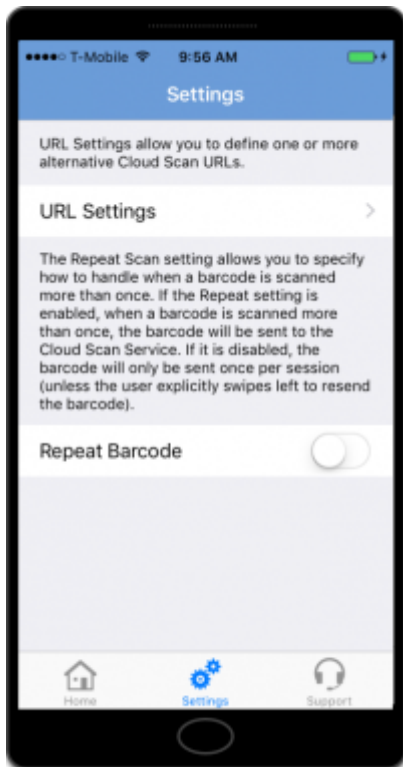 T-Mobile 9:56 AM
Settings
URL Settings allow you to define one or more
alternative Cloud Scan URLs.
URL Settings
The Repeat Scan setting allows you to specify
how to handle when a barcode is scanned
more than once. If the Repeat setting is
enabled, when a barcode is scanned more
than once, the barcode will be sent to the
Cloud Scan Service. If it is disabled, the
barcode will only be sent once per session
(unless the user explicitly swipes left to resend
the barcode).
Repeat Barcode
Home Settings Support